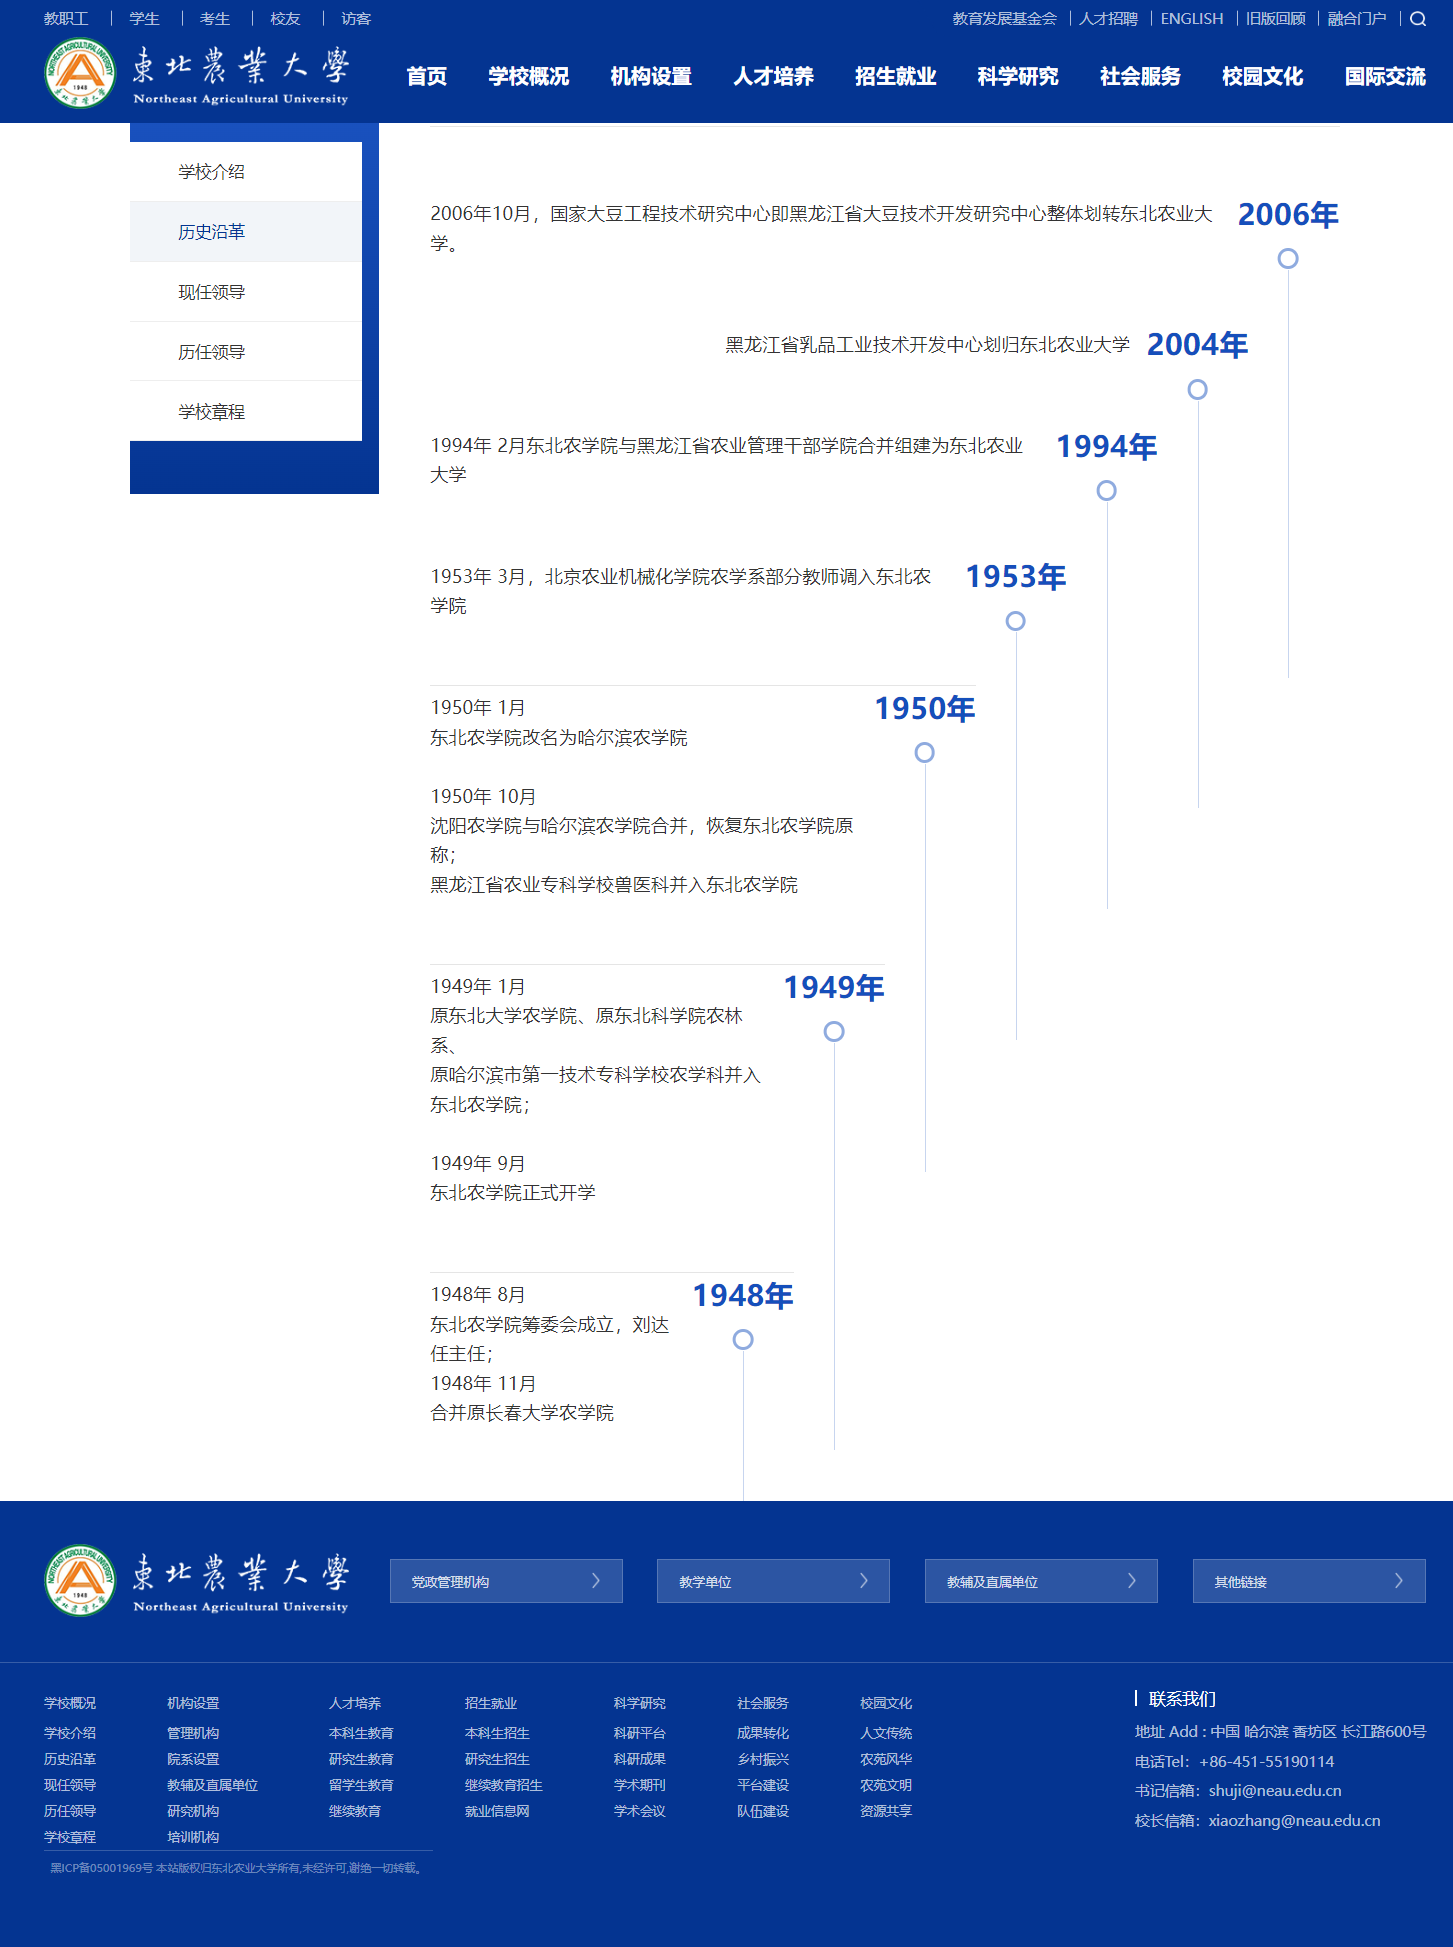 教职工 | 学生 | 考生 | 校友 | 访客
教育发展基金会 | 人才招聘 | ENGLISH | 旧版回顾 | 融合门户
NORTHEAST AGRICULTURAL UNIVERSITY
1948
東北農業大學
東北農業大學
Northeast Agricultural University
首页 学校概况 机构设置 人才培养 招生就业 科学研究 社会服务 校园文化 国际交流
学校介绍
历史沿革
现任领导
历任领导
学校章程
2006年10月，国家大豆工程技术研究中心即黑龙江省大豆技术开发研究中心整体划转东北农业大
学。
2006年
黑龙江省乳品工业技术开发中心划归东北农业大学
2004年
1994年 2月东北农学院与黑龙江省农业管理干部学院合并组建为东北农业
大学
1994年
1953年 3月，北京农业机械化学院农学系部分教师调入东北农
学院
1953年
1950年 1月
东北农学院改名为哈尔滨农学院
1950年
1950年 10月
沈阳农学院与哈尔滨农学院合并，恢复东北农学院原
称；
黑龙江省农业专科学校兽医科并入东北农学院
1949年 1月
原东北大学农学院、原东北科学院农林
系、
原哈尔滨市第一技术专科学校农学科并入
东北农学院；
1949年
1949年 9月
东北农学院正式开学
1948年 8月
东北农学院筹委会成立，刘达
任主任；
1948年 11月
合并原长春大学农学院
1948年
NORTHEAST AGRICULTURAL UNIVERSITY
1948
東北農業大學
東北農業大學
Northeast Agricultural University
党政管理机构
教学单位
教辅及直属单位
其他链接
学校概况
学校介绍
历史沿革
现任领导
历任领导
学校章程
机构设置
管理机构
院系设置
教辅及直属单位
研究机构
培训机构
人才培养
本科生教育
研究生教育
留学生教育
继续教育
招生就业
本科生招生
研究生招生
继续教育招生
就业信息网
科学研究
科研平台
科研成果
学术期刊
学术会议
社会服务
成果转化
乡村振兴
平台建设
队伍建设
校园文化
人文传统
农苑风华
农苑文明
资源共享
联系我们
地址 Add : 中国 哈尔滨 香坊区 长江路600号
电话Tel：+86-451-55190114
书记信箱：shuji@neau.edu.cn
校长信箱：xiaozhang@neau.edu.cn
黑ICP备05001969号 本站版权归东北农业大学所有,未经许可,谢绝一切转载。